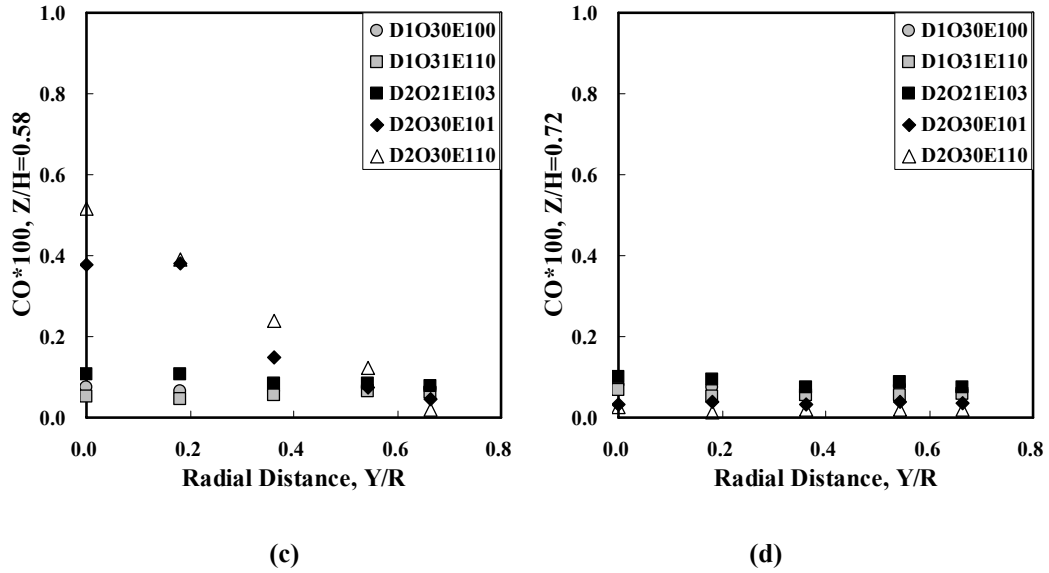 CO*100, Z/H=0.58
1.0
0.8
0.6
0.4
0.2
0.0
0.0 0.2 0.4 0.6 0.8
Radial Distance, Y/R
D1O30E100
D1O31E110
D2O21E103
D2O30E101
D2O30E110
(c)
CO*100, Z/H=0.72
1.0
0.8
0.6
0.4
0.2
0.0
0.0 0.2 0.4 0.6 0.8
Radial Distance, Y/R
D1O30E100
D1O31E110
D2O21E103
D2O30E101
D2O30E110
(d)